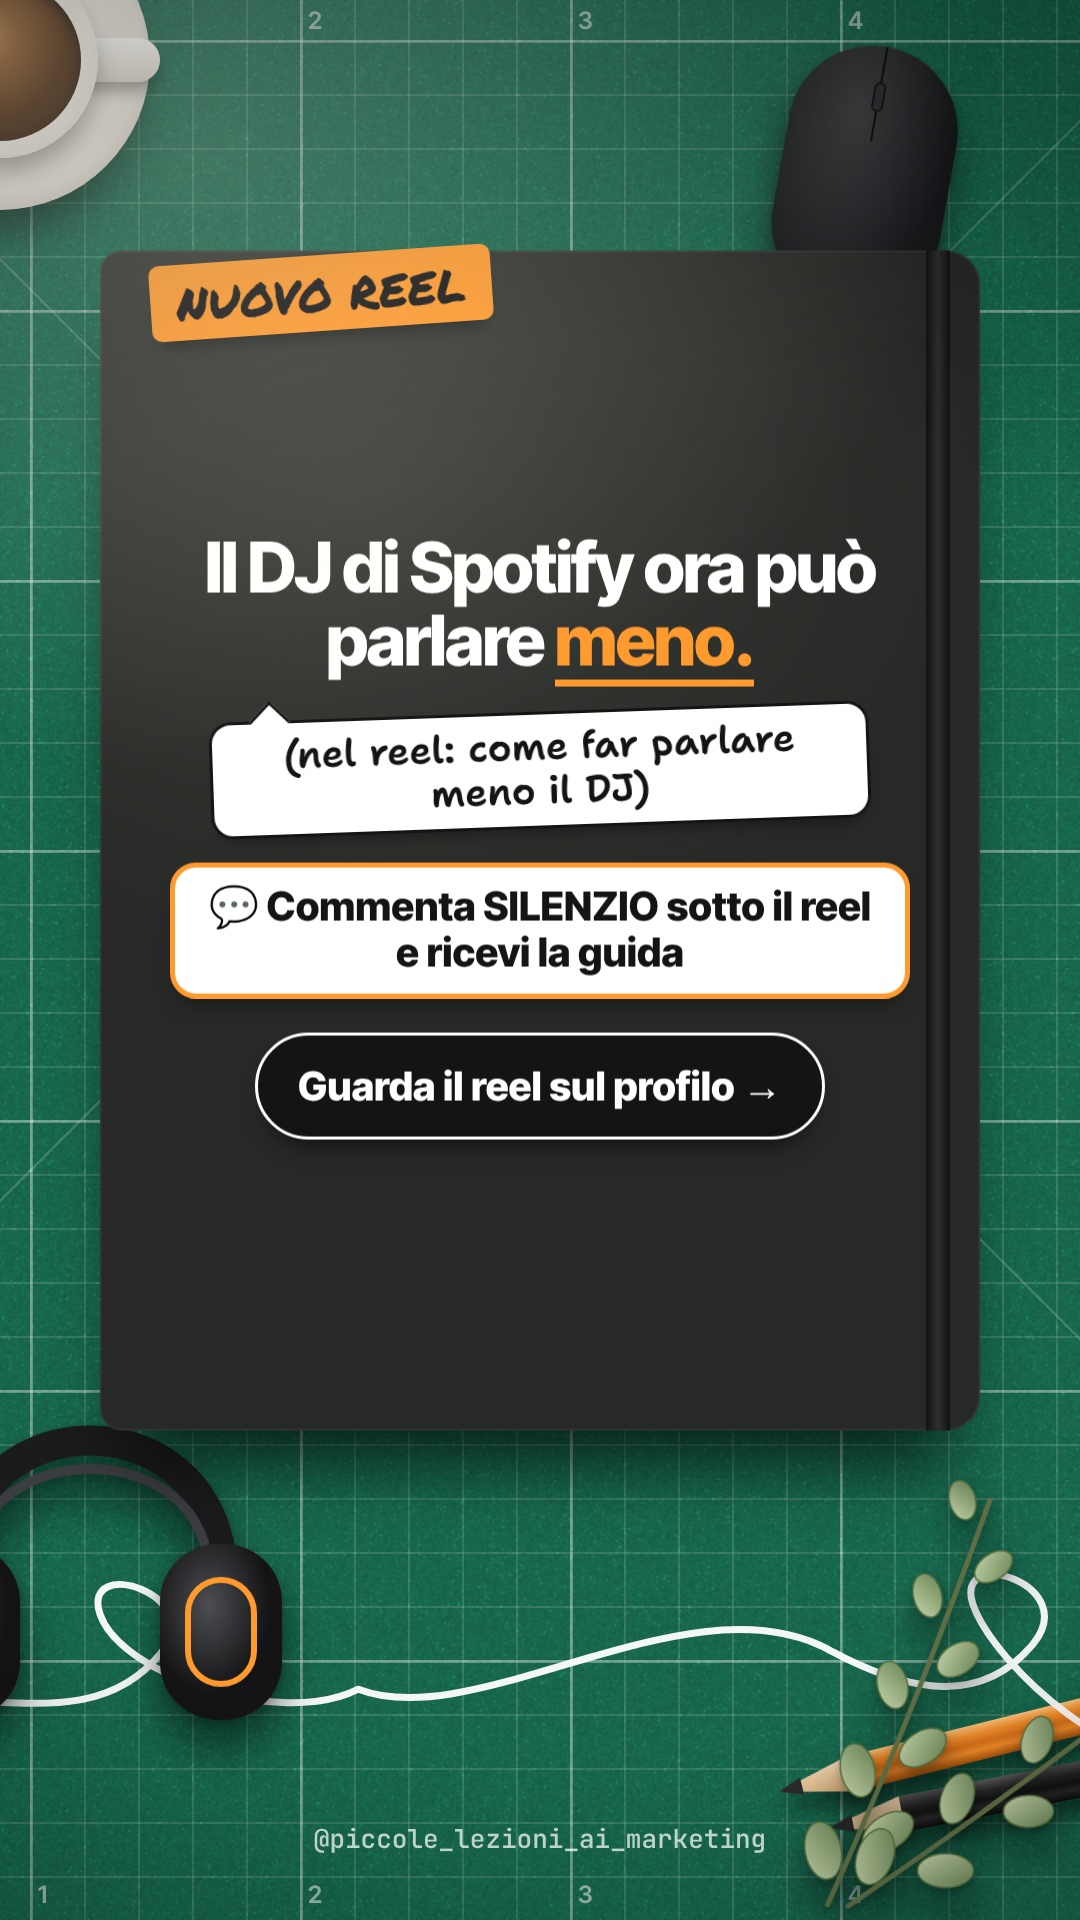 2 3 4
NUOVO REEL
Il DJ di Spotify ora può
parlare meno.
(nel reel: come far parlare
meno il DJ)
💬 Commenta SILENZIO sotto il reel
e ricevi la guida
Guarda il reel sul profilo →
@piccole_lezioni_ai_marketing
1 2 3 4